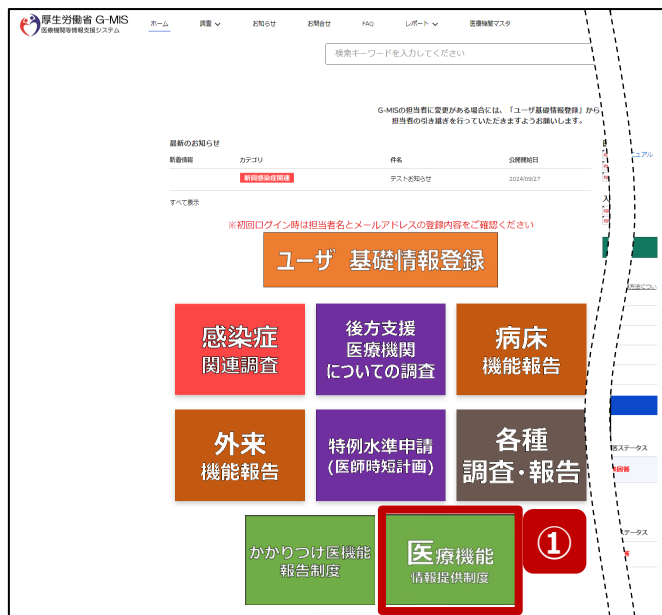 厚生労働省 G-MIS
医療機関等情報支援システム
ホーム 調査 お知らせ お問合せ FAQ レポート 医療機関マスタ
検索キーワードを入力してください
G-MISの担当者に変更がある場合には、「ユーザ基礎情報登録」から
担当者の引き継ぎを行っていただきますようお願いします。
最新のお知らせ
新着情報 カテゴリ 件名 公開開始日
新興感染症関連 テストお知らせ 2024/09/27
すべて表示
※初回ログイン時は担当者名とメールアドレスの登録内容をご確認ください
ユーザ 基礎情報登録
感染症
関連調査
後方支援
医療機関
についての調査
病床
機能報告
外来
機能報告
特例水準申請
(医師時短計画)
各種
調査・報告
かかりつけ医機能
報告制度
医療機能
情報提供制度
①
ニュアル
方法につい
答ステータス
未回答
ステータス